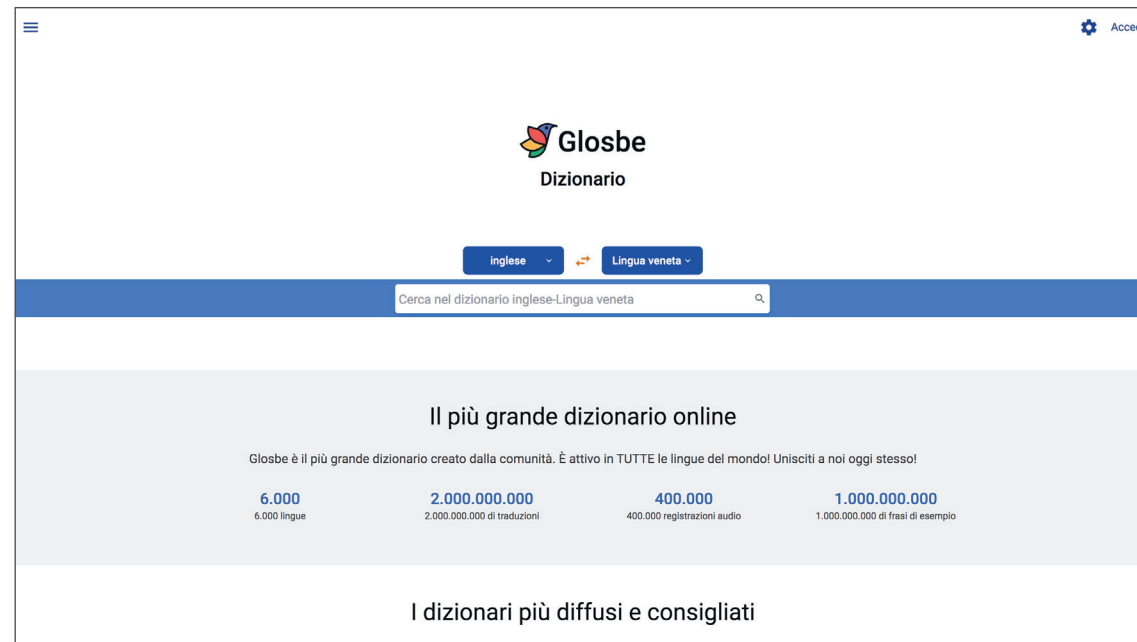 Glosbe
Dizionario
inglese
Lingua veneta
Cerca nel dizionario inglese-Lingua veneta
Il più grande dizionario online
Glosbe è il più grande dizionario creato dalla comunità. È attivo in TUTTE le lingue del mondo! Unisciti a noi oggi stesso!
6.000
6.000 lingue
2.000.000.000
2.000.000.000 di traduzioni
400.000
400.000 registrazioni audio
1.000.000.000
1.000.000.000 di frasi di esempio
I dizionari più diffusi e consigliati